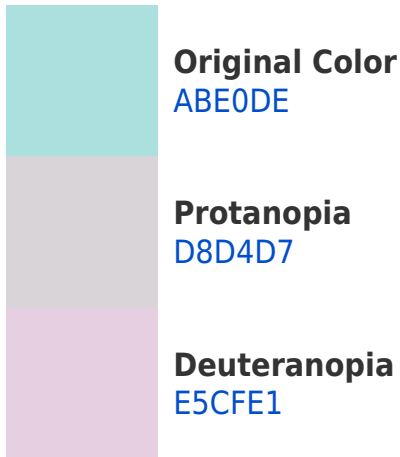 Original Color
ABE0DE
Protanopia
D8D4D7
Deuteranopia
E5CFE1